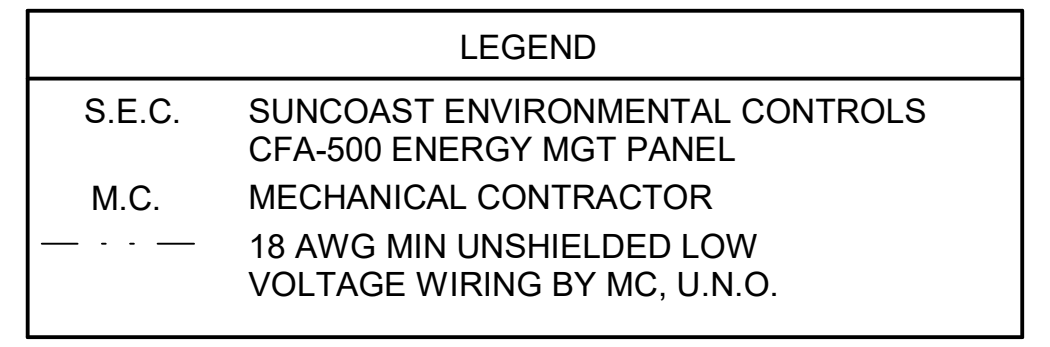 LEGEND
S.E.C. SUNCOAST ENVIRONMENTAL CONTROLS
CFA-500 ENERGY MGT PANEL
M.C. MECHANICAL CONTRACTOR
18 AWG MIN UNSHIELDED LOW
VOLTAGE WIRING BY MC, U.N.O.